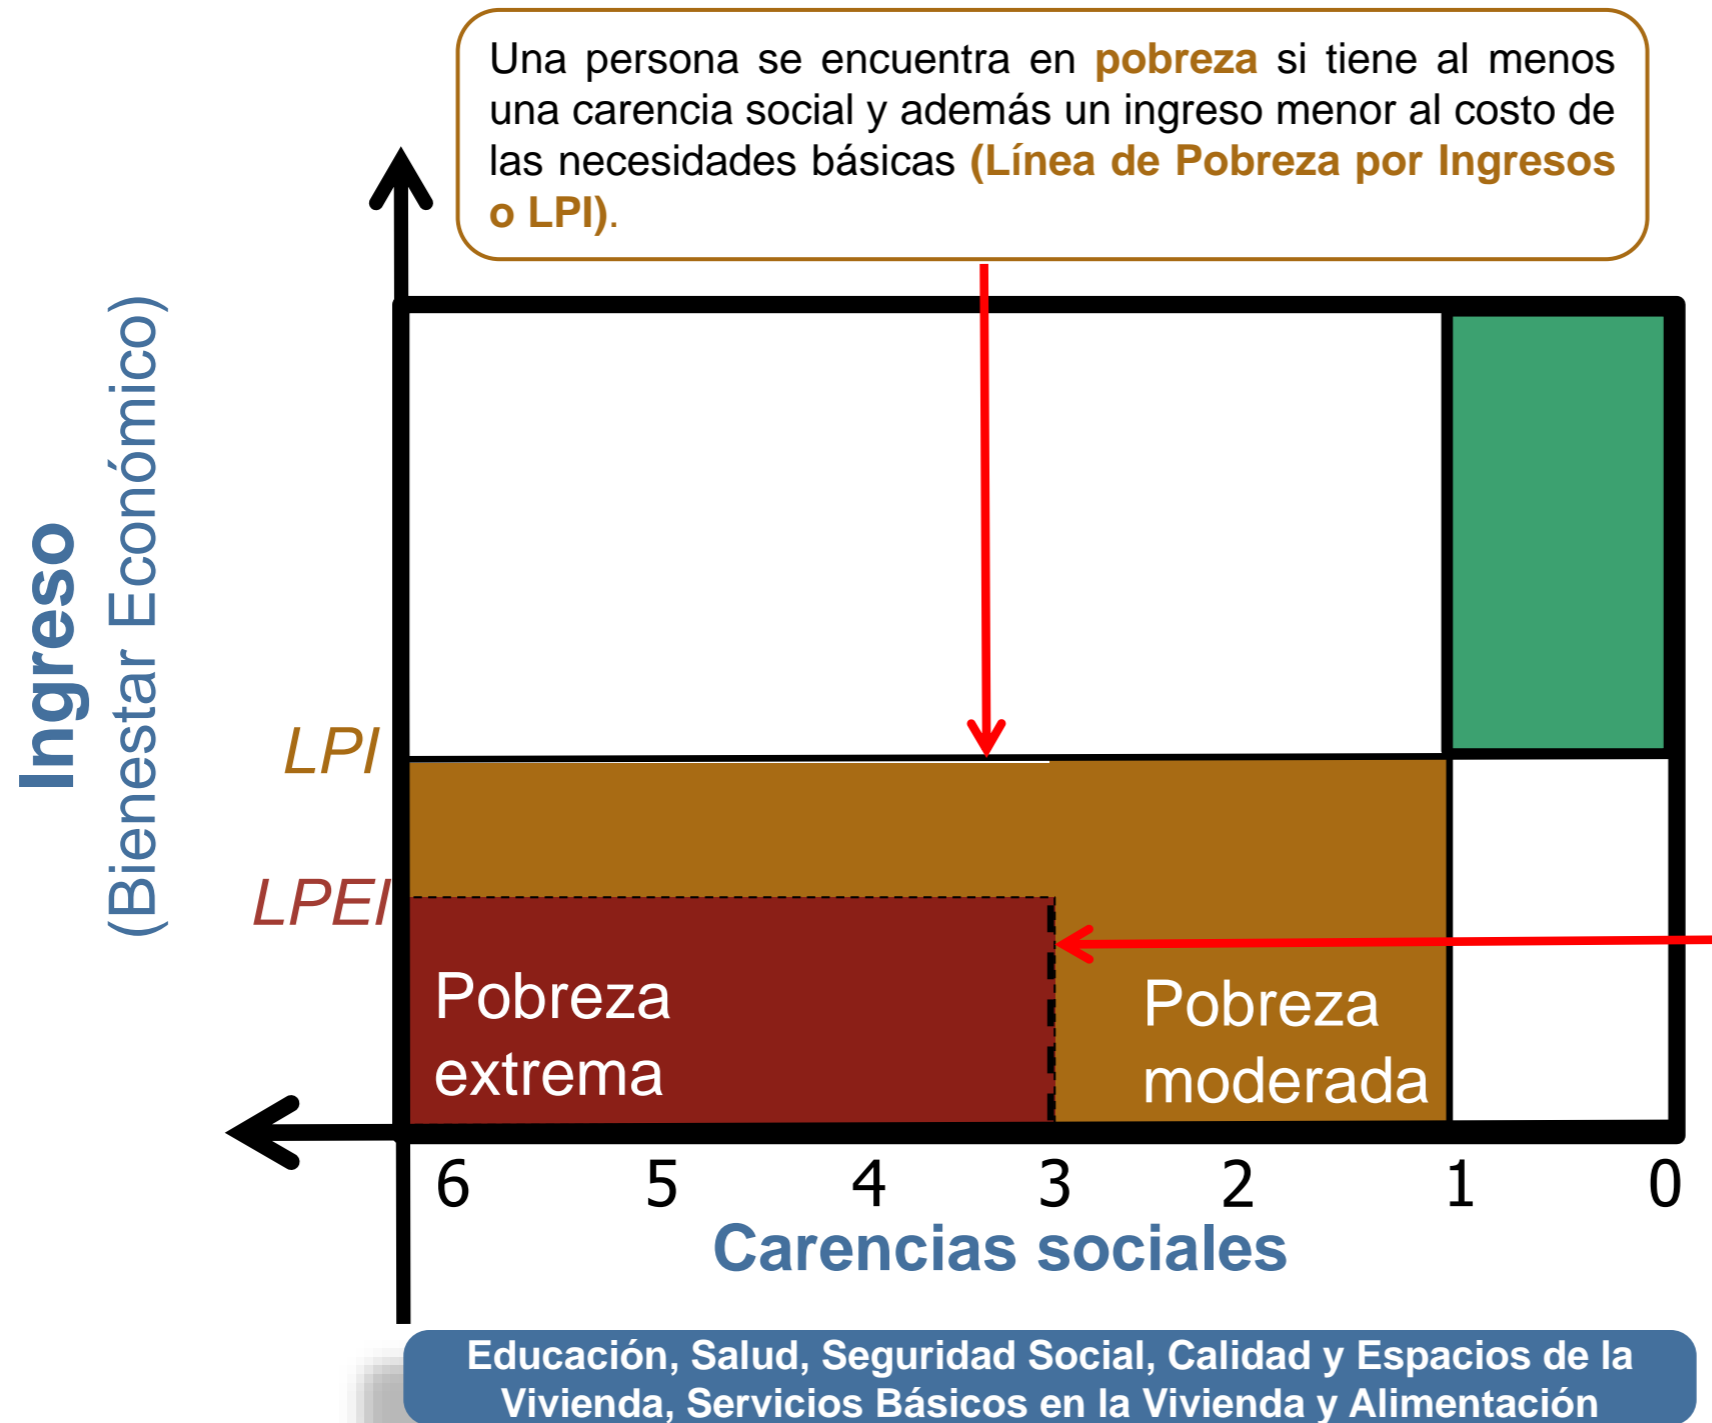 Una persona se encuentra en pobreza si tiene al menos
una carencia social y además un ingreso menor al costo de
las necesidades básicas (Línea de Pobreza por Ingresos
o LPI).
Ingreso
(Bienestar Económico)
LPI
LPEI
Pobreza
extrema
Pobreza
moderada
6 5 4 3 2 1 0
Carencias sociales
Educación, Salud, Seguridad Social, Calidad y Espacios de la
Vivienda, Servicios Básicos en la Vivienda y Alimentación